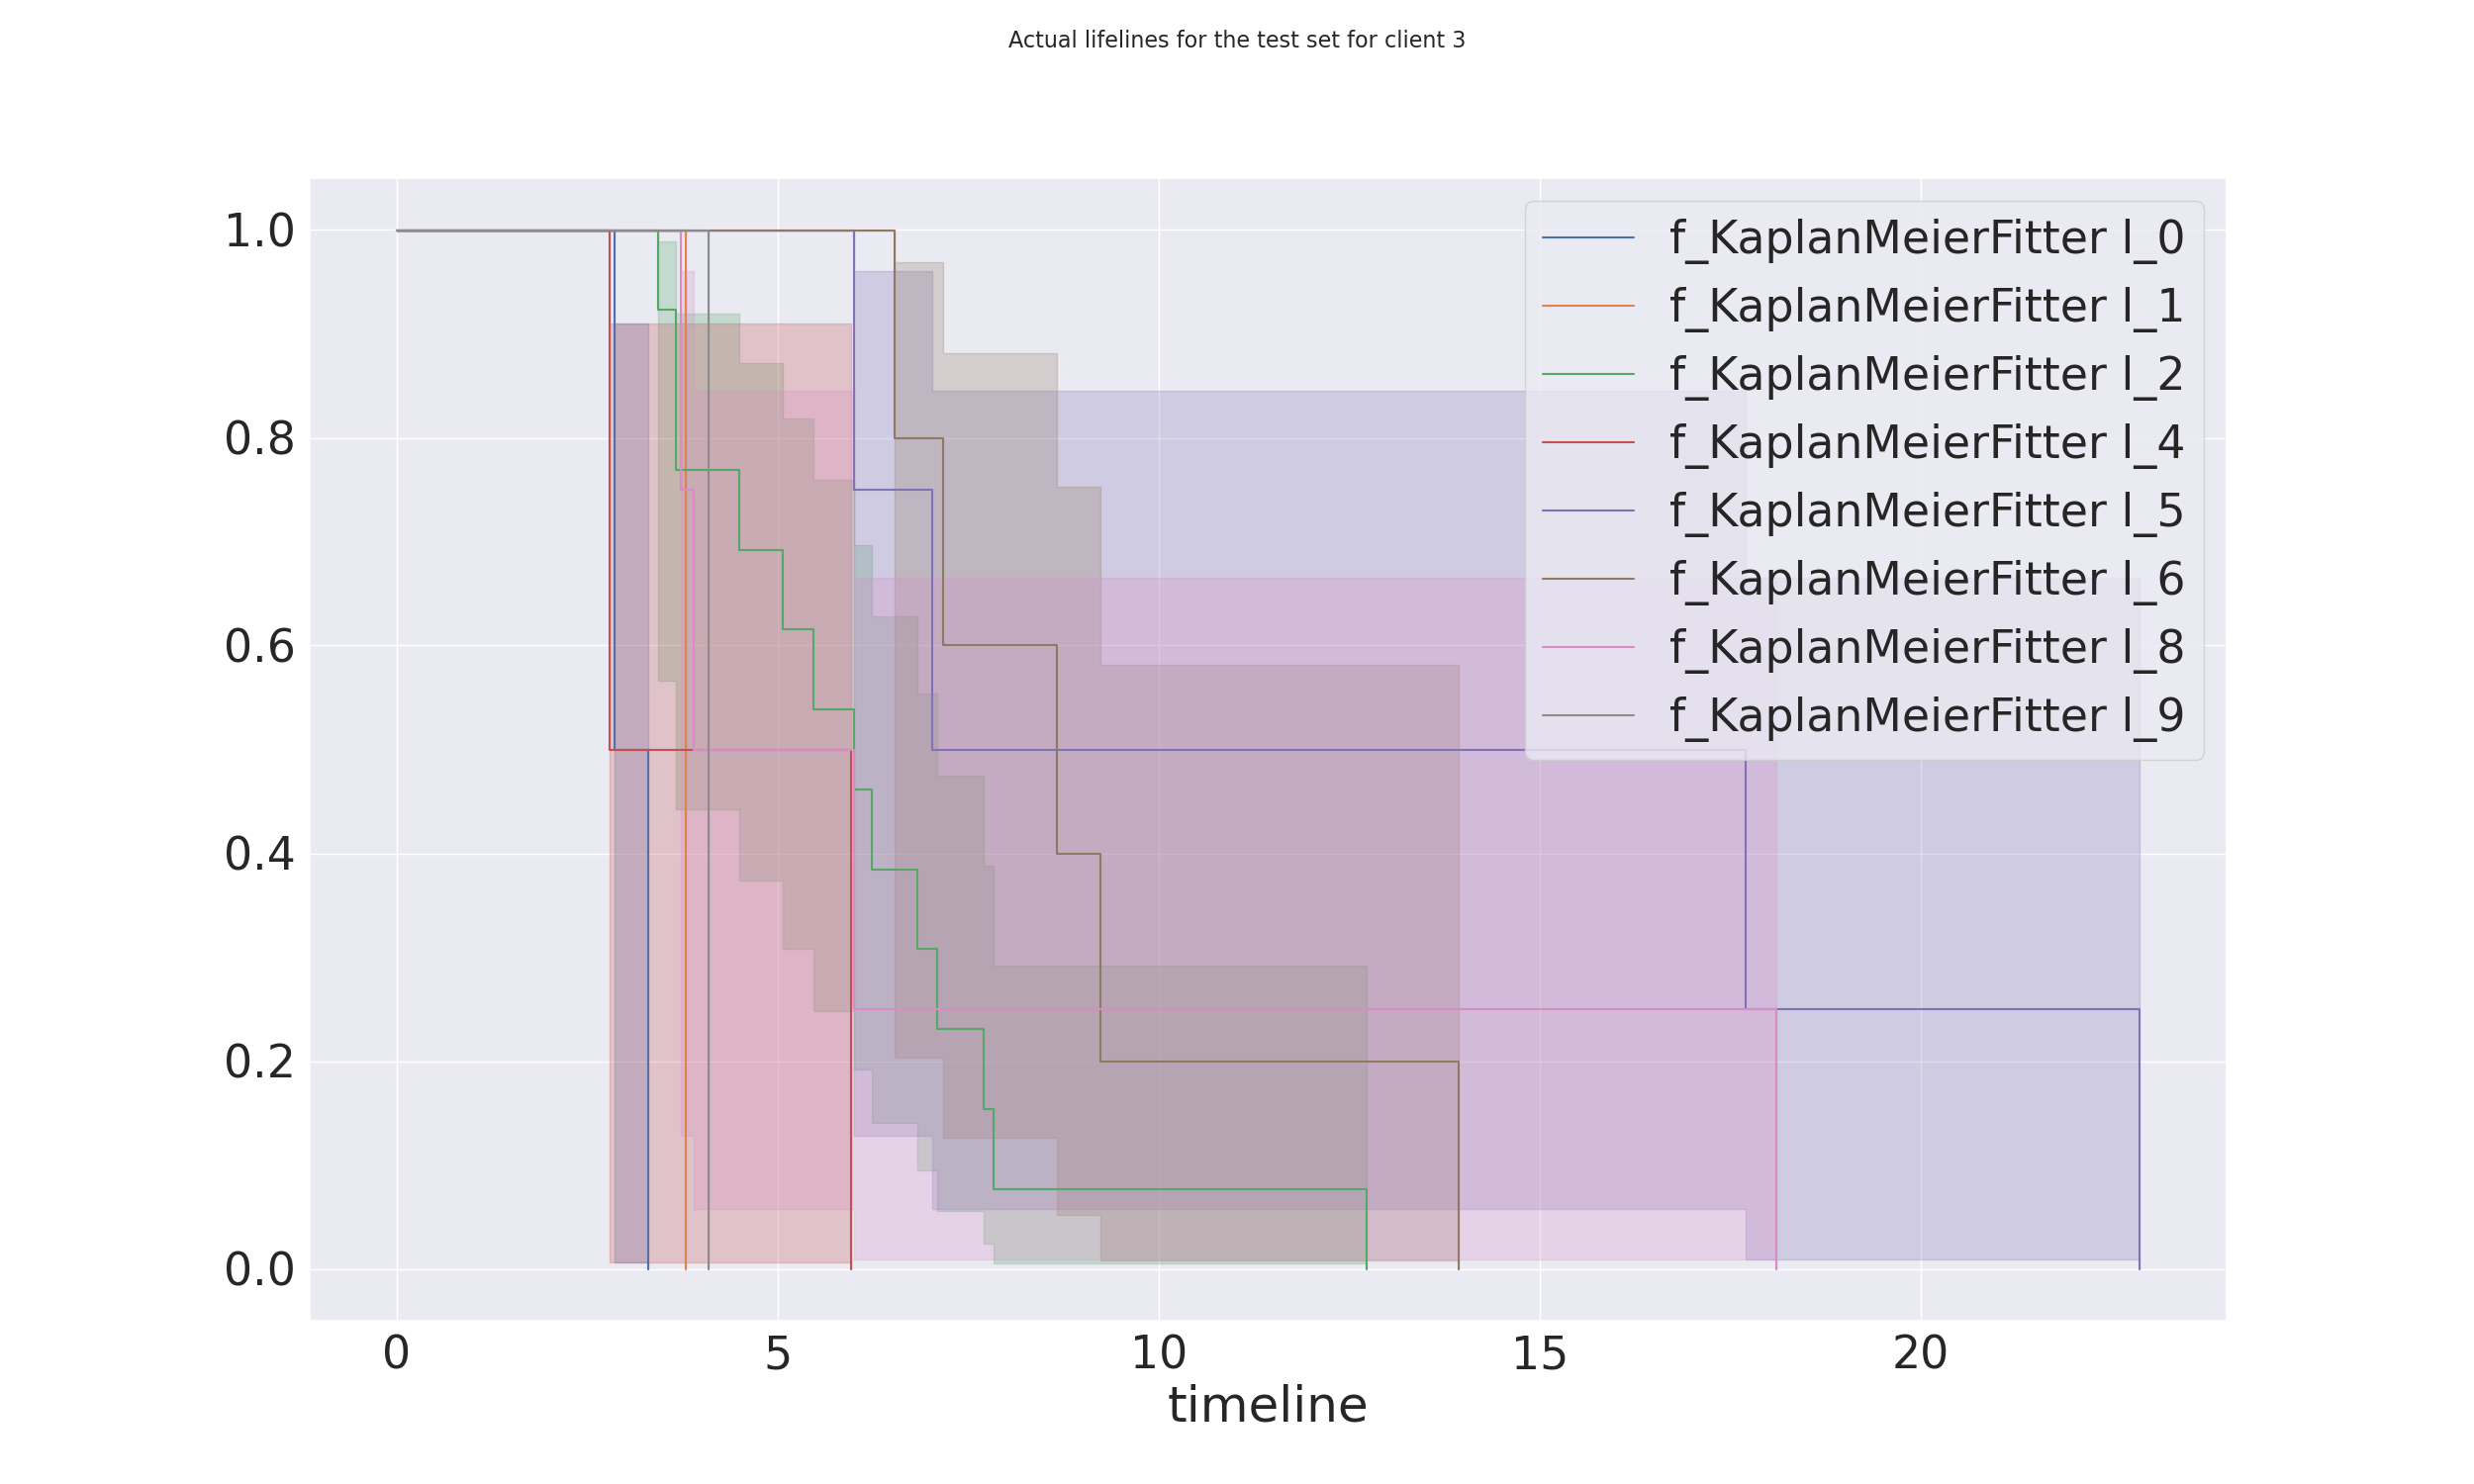 Actual lifelines for the test set for client 3
1.0
0.8
0.6
0.4
0.2
0.0
f_KaplanMeierFitter l_0
f_KaplanMeierFitter l_1
f_KaplanMeierFitter l_2
f_KaplanMeierFitter l_4
f_KaplanMeierFitter l_5
f_KaplanMeierFitter l_6
f_KaplanMeierFitter l_8
f_KaplanMeierFitter l_9
0 5 10 15 20
timeline